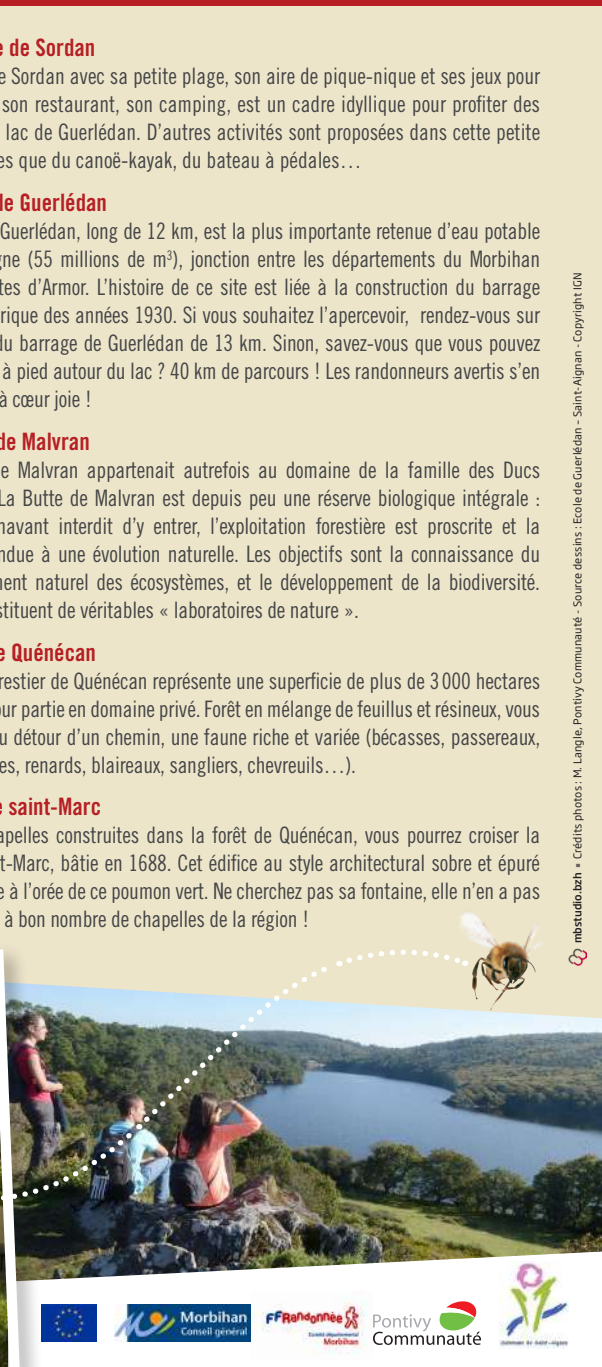 e de Sordan
e Sordan avec sa petite plage, son aire de pique-nique et ses jeux pour
son restaurant, son camping, est un cadre idyllique pour profiter des
lac de Guerlédan. D’autres activités sont proposées dans cette petite
es que du canoë-kayak, du bateau à pédales…
de Guerlédan
Guerlédan, long de 12 km, est la plus importante retenue d’eau potable
gne (55 millions de m³), jonction entre les départements du Morbihan
tes d’Armor. L’histoire de ce site est liée à la construction du barrage
rique des années 1930. Si vous souhaitez l’apercevoir, rendez-vous sur
du barrage de Guerlédan de 13 km. Sinon, savez-vous que vous pouvez
à pied autour du lac ? 40 km de parcours ! Les randonneurs avertis s’en
à cœur joie !
de Malvran
e Malvran appartenait autrefois au domaine de la famille des Ducs
La Butte de Malvran est depuis peu une réserve biologique intégrale :
navant interdit d’y entrer, l’exploitation forestière est proscrite et la
ndue à une évolution naturelle. Les objectifs sont la connaissance du
ment naturel des écosystèmes, et le développement de la biodiversité.
stituent de véritables « laboratoires de nature ».
e Quénécan
restier de Quénécan représente une superficie de plus de 3 000 hectares
our partie en domaine privé. Forêt en mélange de feuillus et résineux, vous
u détour d’un chemin, une faune riche et variée (bécasses, passereaux,
es, renards, blaireaux, sangliers, chevreuils…).
e saint-Marc
apelles construites dans la forêt de Quénécan, vous pourrez croiser la
t-Marc, bâtie en 1688. Cet édifice au style architectural sobre et épuré
e à l’orée de ce poumon vert. Ne cherchez pas sa fontaine, elle n’en a pas
à bon nombre de chapelles de la région !
mbstudio.bzh • Crédits photos : M. Langle, Pontivy Communauté - Source dessins : Ecole de Guerlédan – Saint-Aignan - Copyright IGN
Morbihan
Conseil général
FFRandonnée
Comité départemental
Morbihan
Pontivy
Communauté
Commune de Saint-Aignan